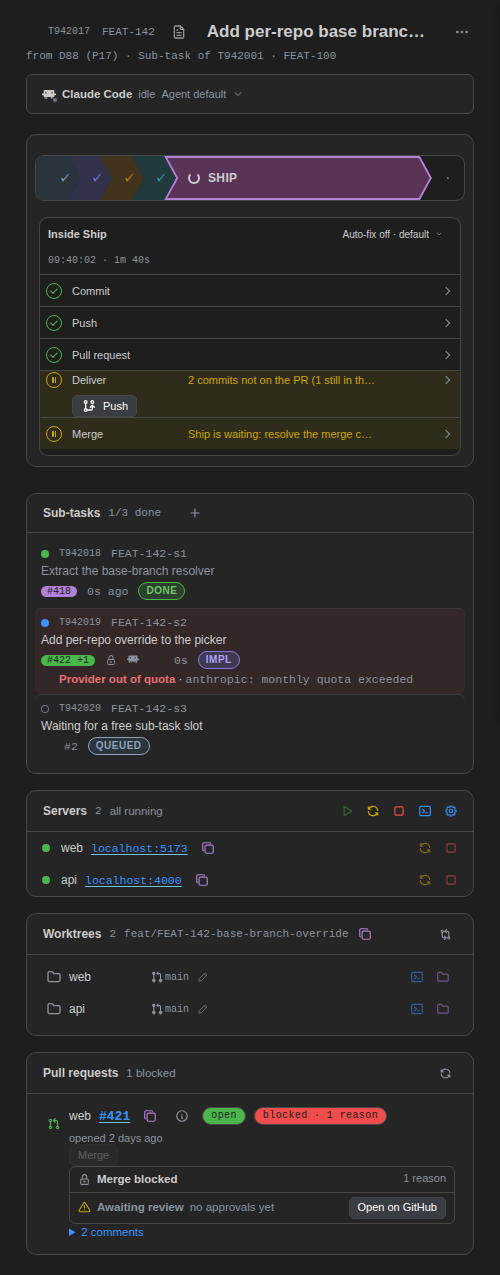 T942017 FEAT-142 Add per-repo base branc…
from D88 (P17) · Sub-task of T942001 · FEAT-100
Claude Code idle Agent default
SHIP
Inside Ship Auto-fix off · default
09:40:02 · 1m 40s
Commit
Push
Pull request
Deliver 2 commits not on the PR (1 still in th…
Push
Merge Ship is waiting: resolve the merge c…
Sub-tasks 1/3 done
T942018 FEAT-142-s1
Extract the base-branch resolver
#418 0s ago DONE
T942019 FEAT-142-s2
Add per-repo override to the picker
#422 +1 0s IMPL
Provider out of quota · anthropic: monthly quota exceeded
T942020 FEAT-142-s3
Waiting for a free sub-task slot
#2 QUEUED
Servers 2 all running
web localhost:5173
api localhost:4000
Worktrees 2 feat/FEAT-142-base-branch-override
web main
api main
Pull requests 1 blocked
web #421 open blocked · 1 reason
opened 2 days ago
Merge
Merge blocked 1 reason
Awaiting review no approvals yet Open on GitHub
2 comments